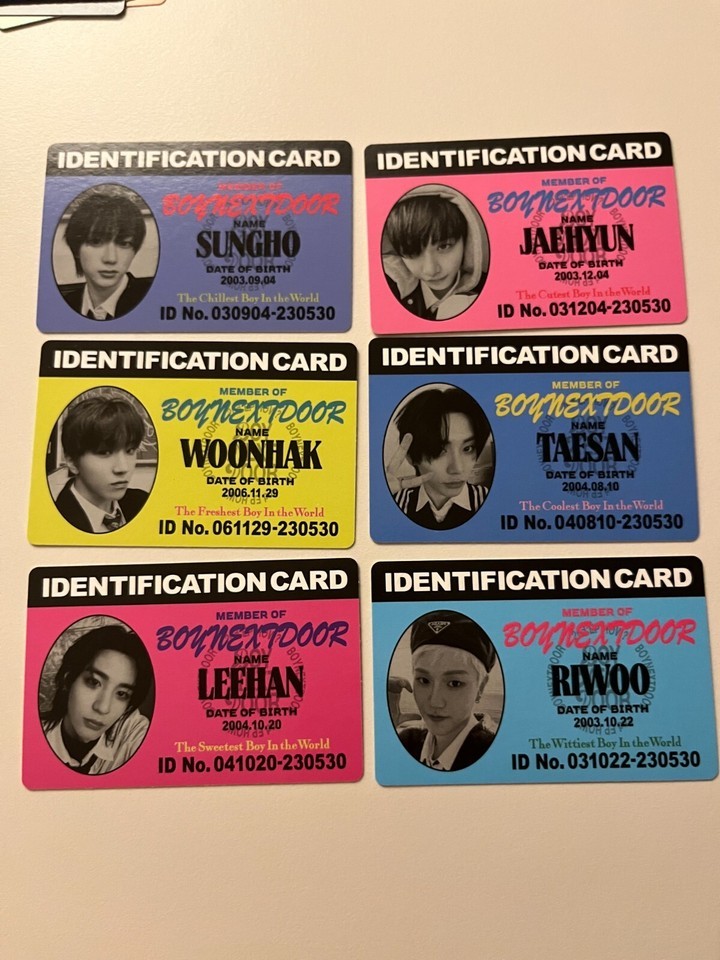 IDENTIFICATION CARD
MEMBER OF
BOYNEXTDOOR
NAME
SUNGHO
DATE OF BIRTH
2003.09.04
The Chillest Boy In the World
ID No. 030904-230530
IDENTIFICATION CARD
MEMBER OF
BOYNEXTDOOR
NAME
JAEHYUN
DATE OF BIRTH
2003.12.04
The Cutest Boy In the World
ID No. 031204-230530
IDENTIFICATION CARD
MEMBER OF
BOYNEXTDOOR
NAME
WOONHAK
DATE OF BIRTH
2006.11.29
The Freshest Boy In the World
ID No. 061129-230530
IDENTIFICATION CARD
MEMBER OF
BOYNEXTDOOR
NAME
TAESAN
DATE OF BIRTH
2004.08.10
The Coolest Boy In the World
ID No. 040810-230530
IDENTIFICATION CARD
MEMBER OF
BOYNEXTDOOR
NAME
LEEHAN
DATE OF BIRTH
2004.10.20
The Sweetest Boy In the World
ID No. 041020-230530
IDENTIFICATION CARD
MEMBER OF
BOYNEXTDOOR
NAME
RIWOO
DATE OF BIRTH
2003.10.22
The Wittiest Boy In the World
ID No. 031022-230530